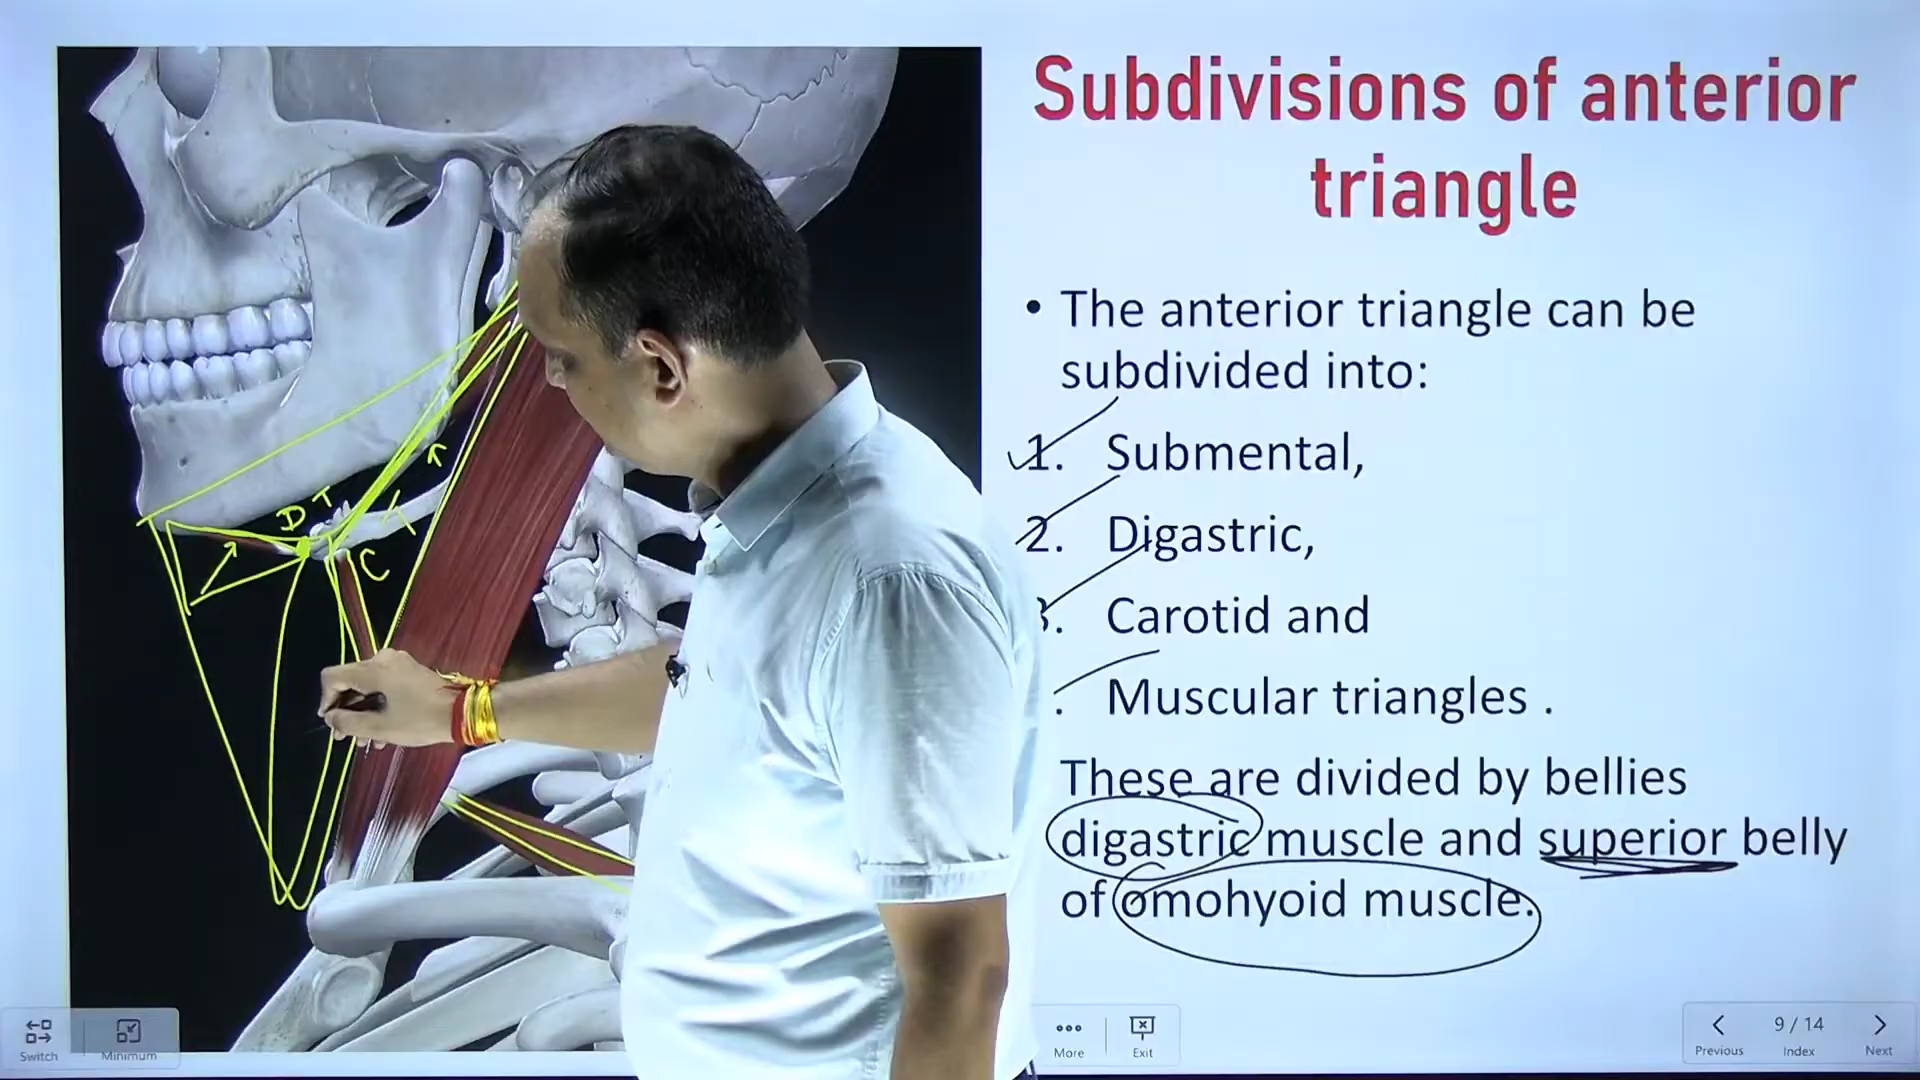 Subdivisions of anterior
triangle
• The anterior triangle can be
subdivided into:
1. Submental,
2. Digastric,
3. Carotid and
. Muscular triangles .
These are divided by bellies
digastric muscle and superior belly
of omohyoid muscle.
D T
C
Switch
Minimum
More
Exit
9 / 14
Previous
Index
Next